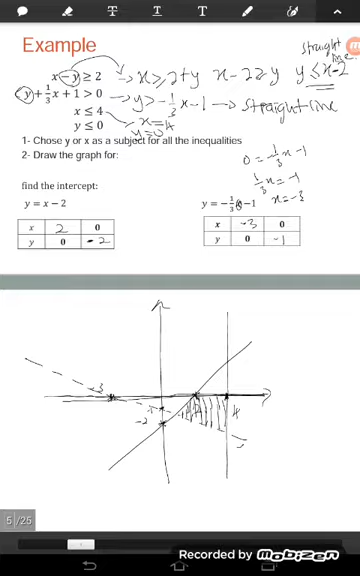 Example
straight line
x − y ≥ 2 → x ≥ 2 + y x − 2 ≥ y y ≤ x − 2
y + 1/3 x + 1 > 0 → y > − 1/3 x − 1 → straight line
x ≤ 4 x = 4
y ≤ 0 y = 0
1- Chose y or x as a subject for all the inequalities
2- Draw the graph for:
0 = − 1/3 x − 1
1/3 x = −1
x = −3
find the intercept:
y = x − 2
x 2 0
y 0 −2
y = − 1/3 x − 1
x −3 0
y 0 −1
−3
−2
4
5 /25
Recorded by mobizen